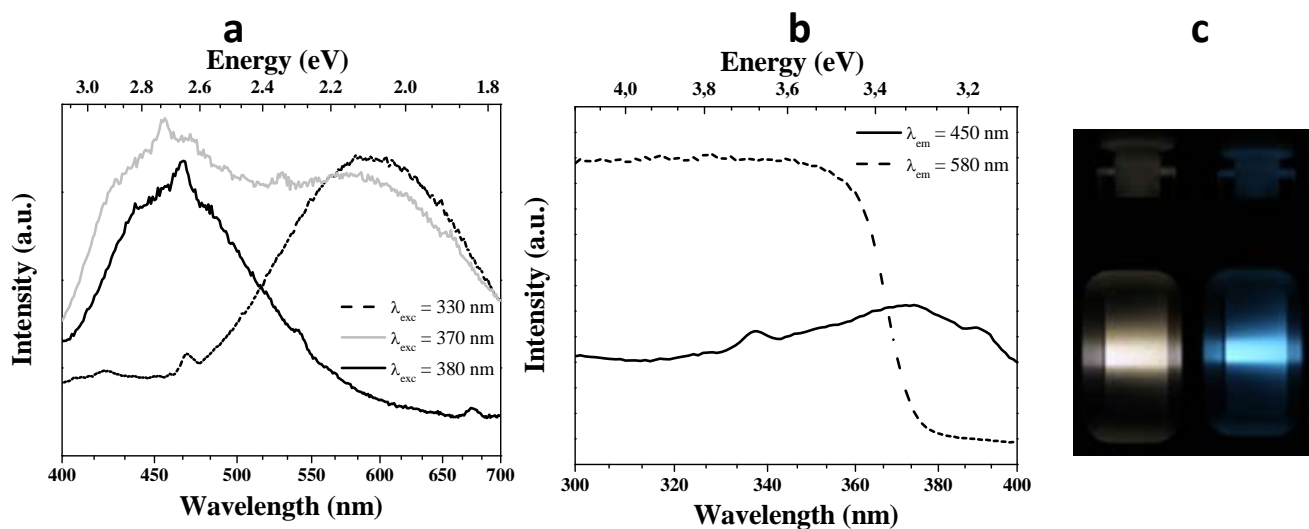 a
Energy (eV)
3.0 2.8 2.6 2.4 2.2 2.0 1.8
Intensity (a.u.)
λexc = 330 nm
λexc = 370 nm
λexc = 380 nm
400 450 500 550 600 700
Wavelength (nm)
b
Energy (eV)
4,0 3,8 3,6 3,4 3,2
Intensity (a.u.)
λem = 450 nm
λem = 580 nm
300 340 360 380 400
Wavelength (nm)
c